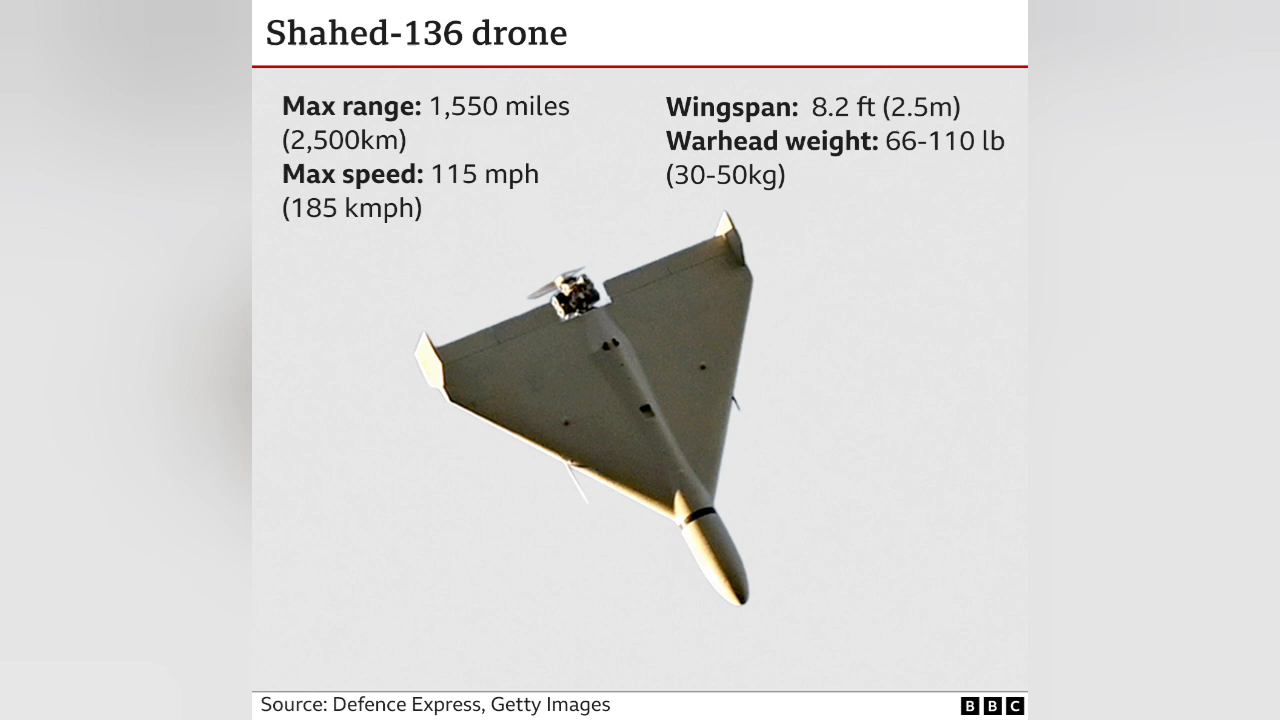 Shahed-136 drone
Max range: 1,550 miles
(2,500km)
Max speed: 115 mph
(185 kmph)
Wingspan: 8.2 ft (2.5m)
Warhead weight: 66-110 lb
(30-50kg)
Source: Defence Express, Getty Images
BBC